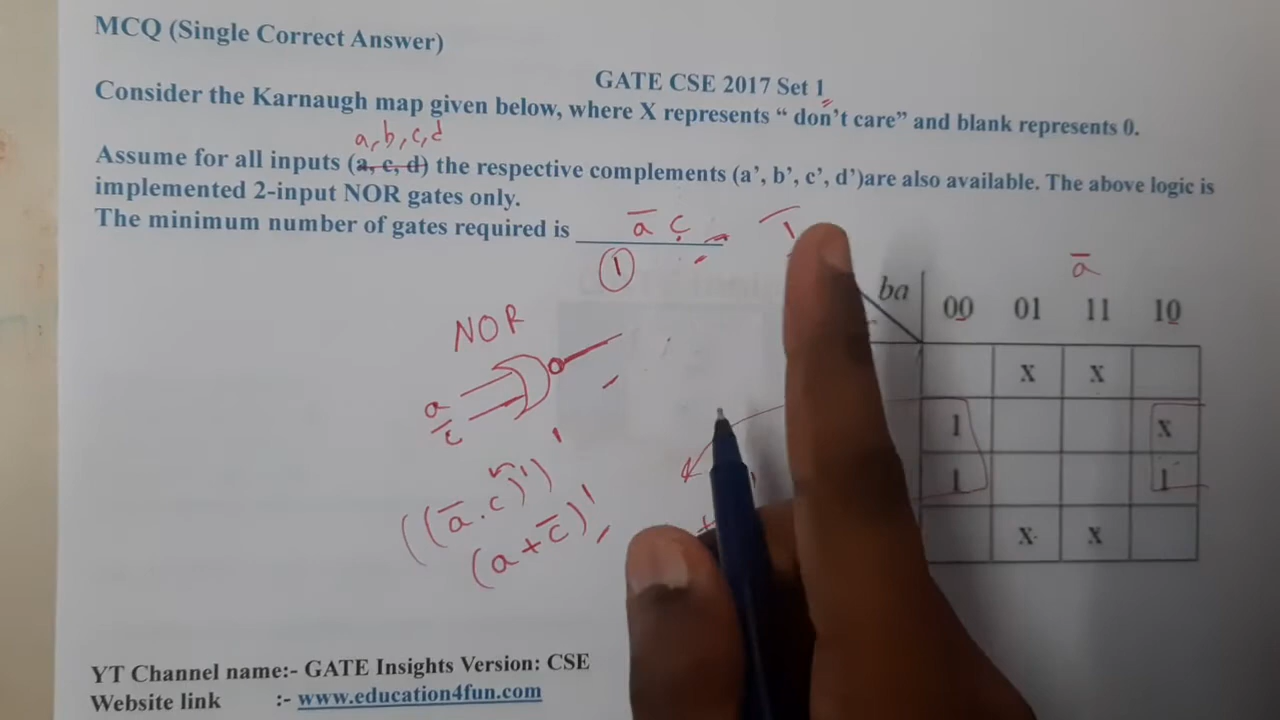 MCQ (Single Correct Answer)
GATE CSE 2017 Set 1
Consider the Karnaugh map given below, where X represents “ don’t care” and blank represents 0.
a, b, c, d
Assume for all inputs (a, c, d) the respective complements (a’, b’, c’, d’)are also available. The above logic is
implemented 2-input NOR gates only.
The minimum number of gates required is
ā c
1
ā
ba
00 01 11 10
NOR
x x
a
c̄
1 X
1 1
((ā.c)')'
(a+c̄)'
X X
YT Channel name:- GATE Insights Version: CSE
Website link :- www.education4fun.com